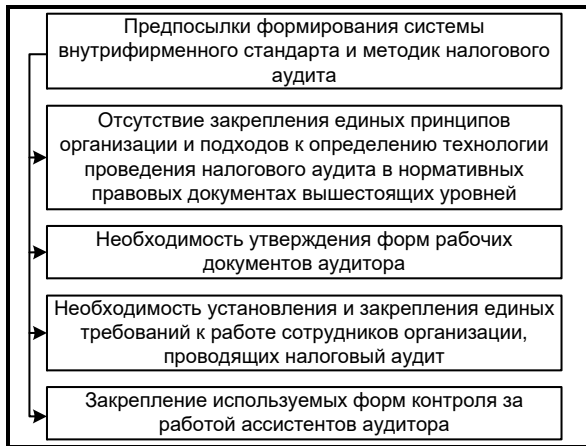 Предпосылки формирования системы
внутрифирменного стандарта и методик налогового
аудита
Отсутствие закрепления единых принципов
организации и подходов к определению технологии
проведения налогового аудита в нормативных
правовых документах вышестоящих уровней
Необходимость утверждения форм рабочих
документов аудитора
Необходимость установления и закрепления единых
требований к работе сотрудников организации,
проводящих налоговый аудит
Закрепление используемых форм контроля за
работой ассистентов аудитора